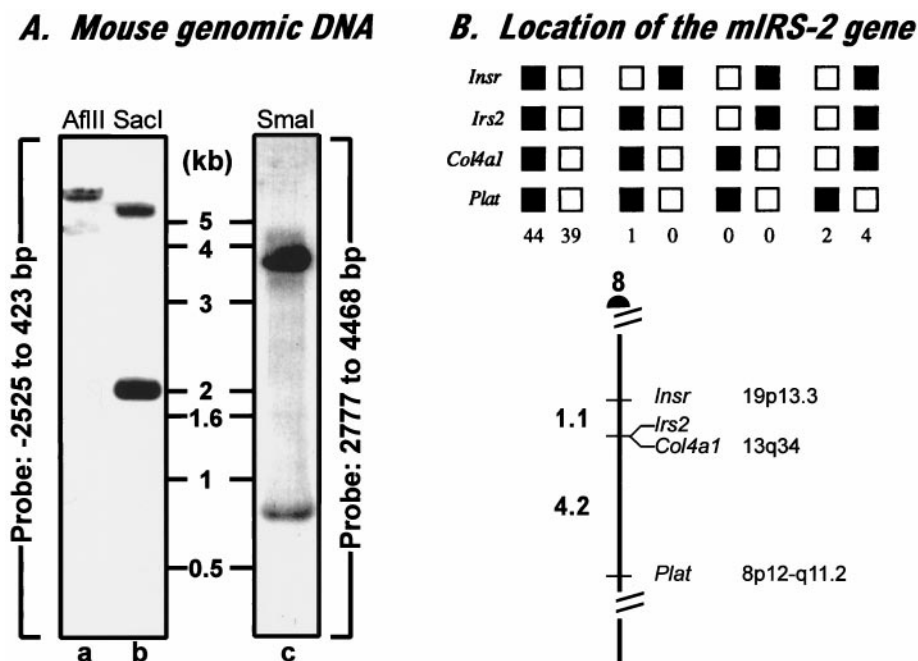 A. Mouse genomic DNA
AflII SacI
SmaI
(kb)
5
4
3
2
1.6
1
0.5
Probe: -2525 to 423 bp
Probe: 2777 to 4468 bp
a b c
B. Location of the mIRS-2 gene
Insr
Irs2
Col4a1
Plat
44 39 1 0 0 0 2 4
8
Insr 19p13.3
1.1
Irs2
Col4a1 13q34
4.2
Plat 8p12-q11.2